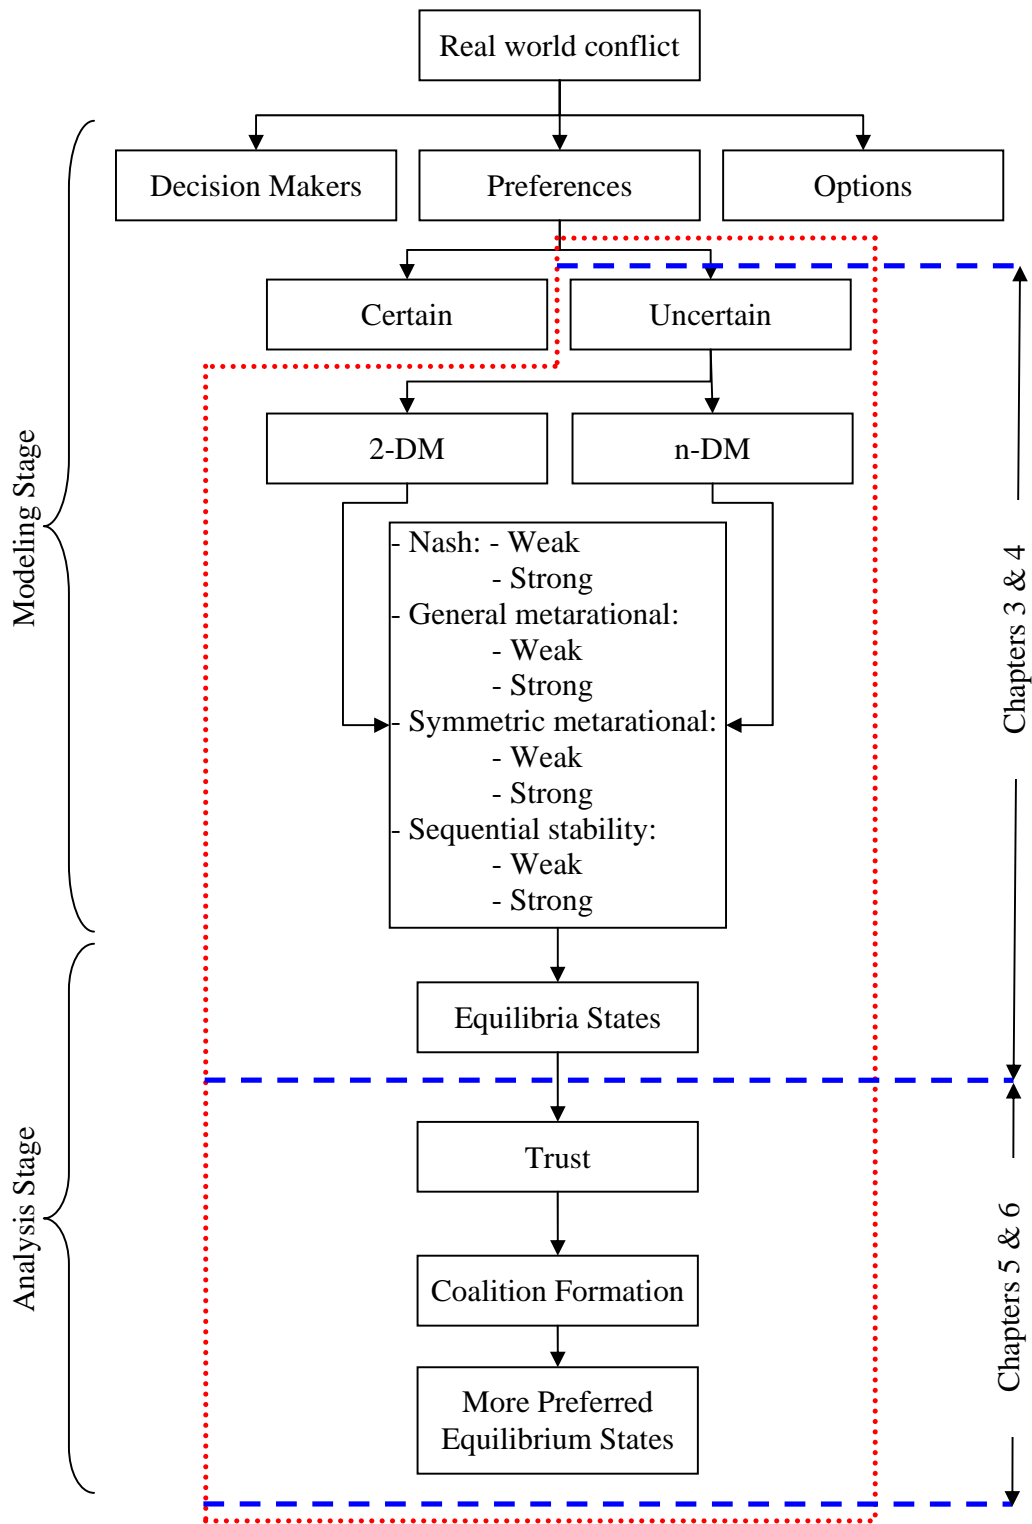 Real world conflict
Decision Makers
Preferences
Options
Certain
Uncertain
2-DM
n-DM
- Nash: - Weak
- Strong
- General metarational:
- Weak
- Strong
- Symmetric metarational:
- Weak
- Strong
- Sequential stability:
- Weak
- Strong
Equilibria States
Trust
Coalition Formation
More Preferred
Equilibrium States
Modeling Stage
Analysis Stage
Chapters 3 & 4
Chapters 5 & 6